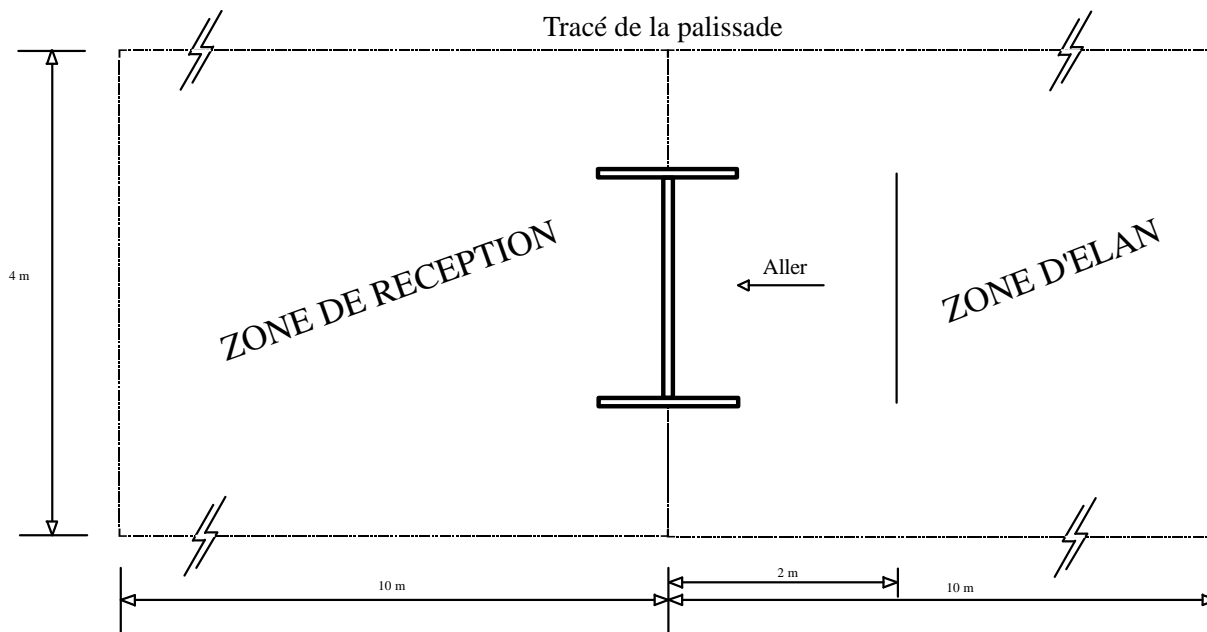 Tracé de la palissade
4 m
ZONE DE RECEPTION
Aller
ZONE D'ELAN
2 m
10 m
10 m